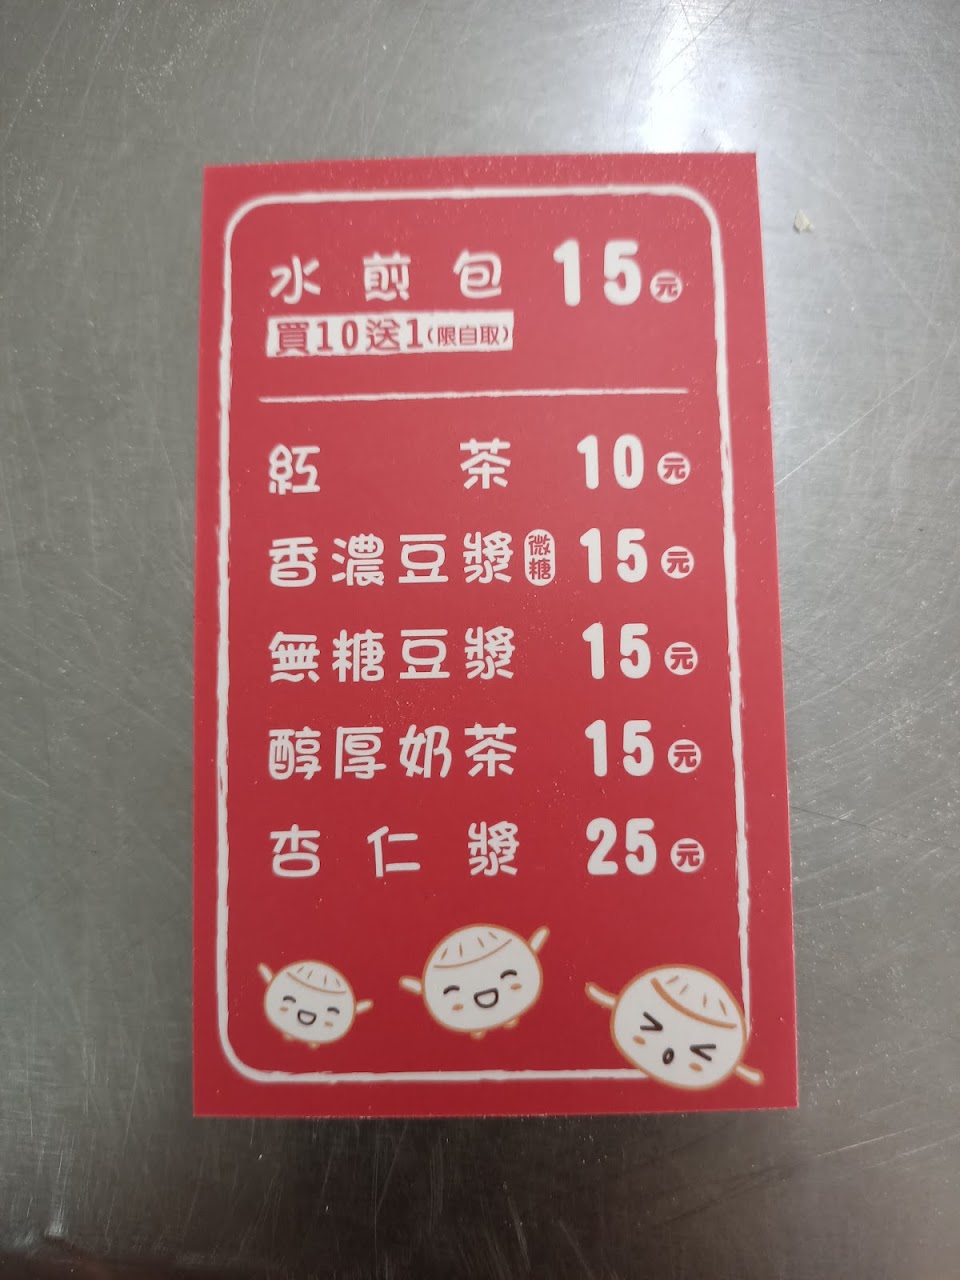 水煎包 15元
買10送1(限自取)
紅茶 10元
香濃豆漿 微糖 15元
無糖豆漿 15元
醇厚奶茶 15元
杏仁漿 25元